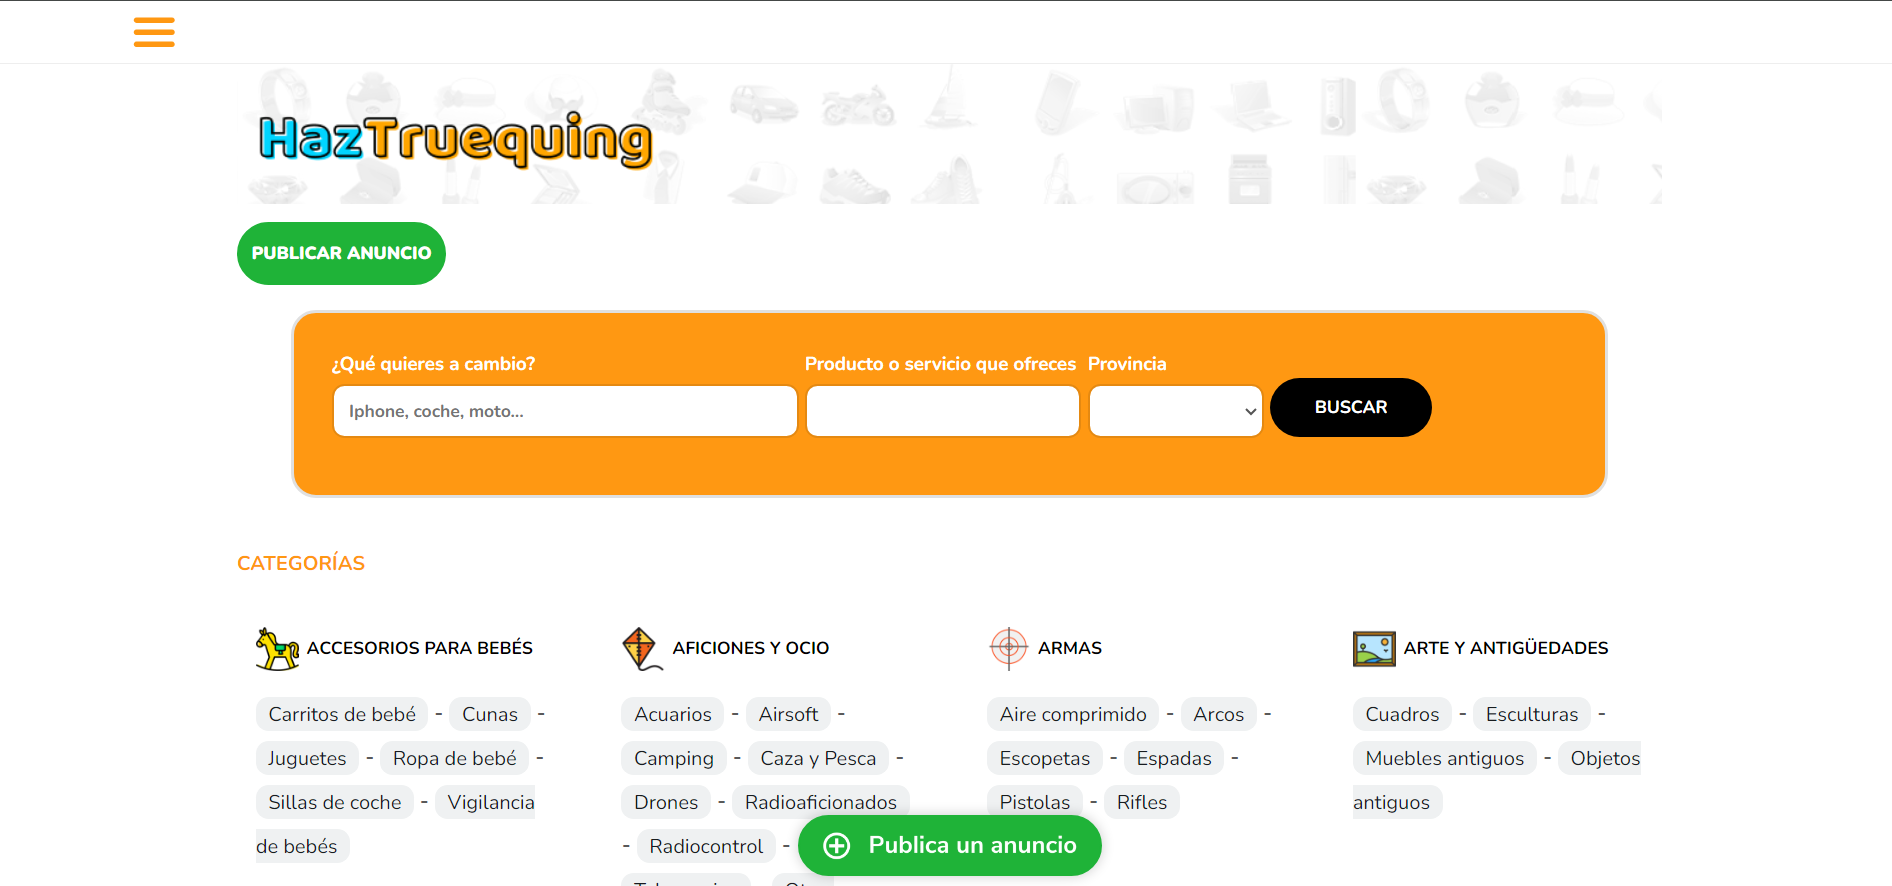 HazTruequing
PUBLICAR ANUNCIO
¿Qué quieres a cambio? Producto o servicio que ofreces Provincia
Iphone, coche, moto... BUSCAR
CATEGORÍAS
ACCESORIOS PARA BEBÉS
Carritos de bebé - Cunas -
Juguetes - Ropa de bebé -
Sillas de coche - Vigilancia
de bebés
AFICIONES Y OCIO
Acuarios - Airsoft -
Camping - Caza y Pesca -
Drones - Radioaficionados
- Radiocontrol -
ARMAS
Aire comprimido - Arcos -
Escopetas - Espadas -
Pistolas - Rifles
ARTE Y ANTIGÜEDADES
Cuadros - Esculturas -
Muebles antiguos - Objetos
antiguos
Publica un anuncio